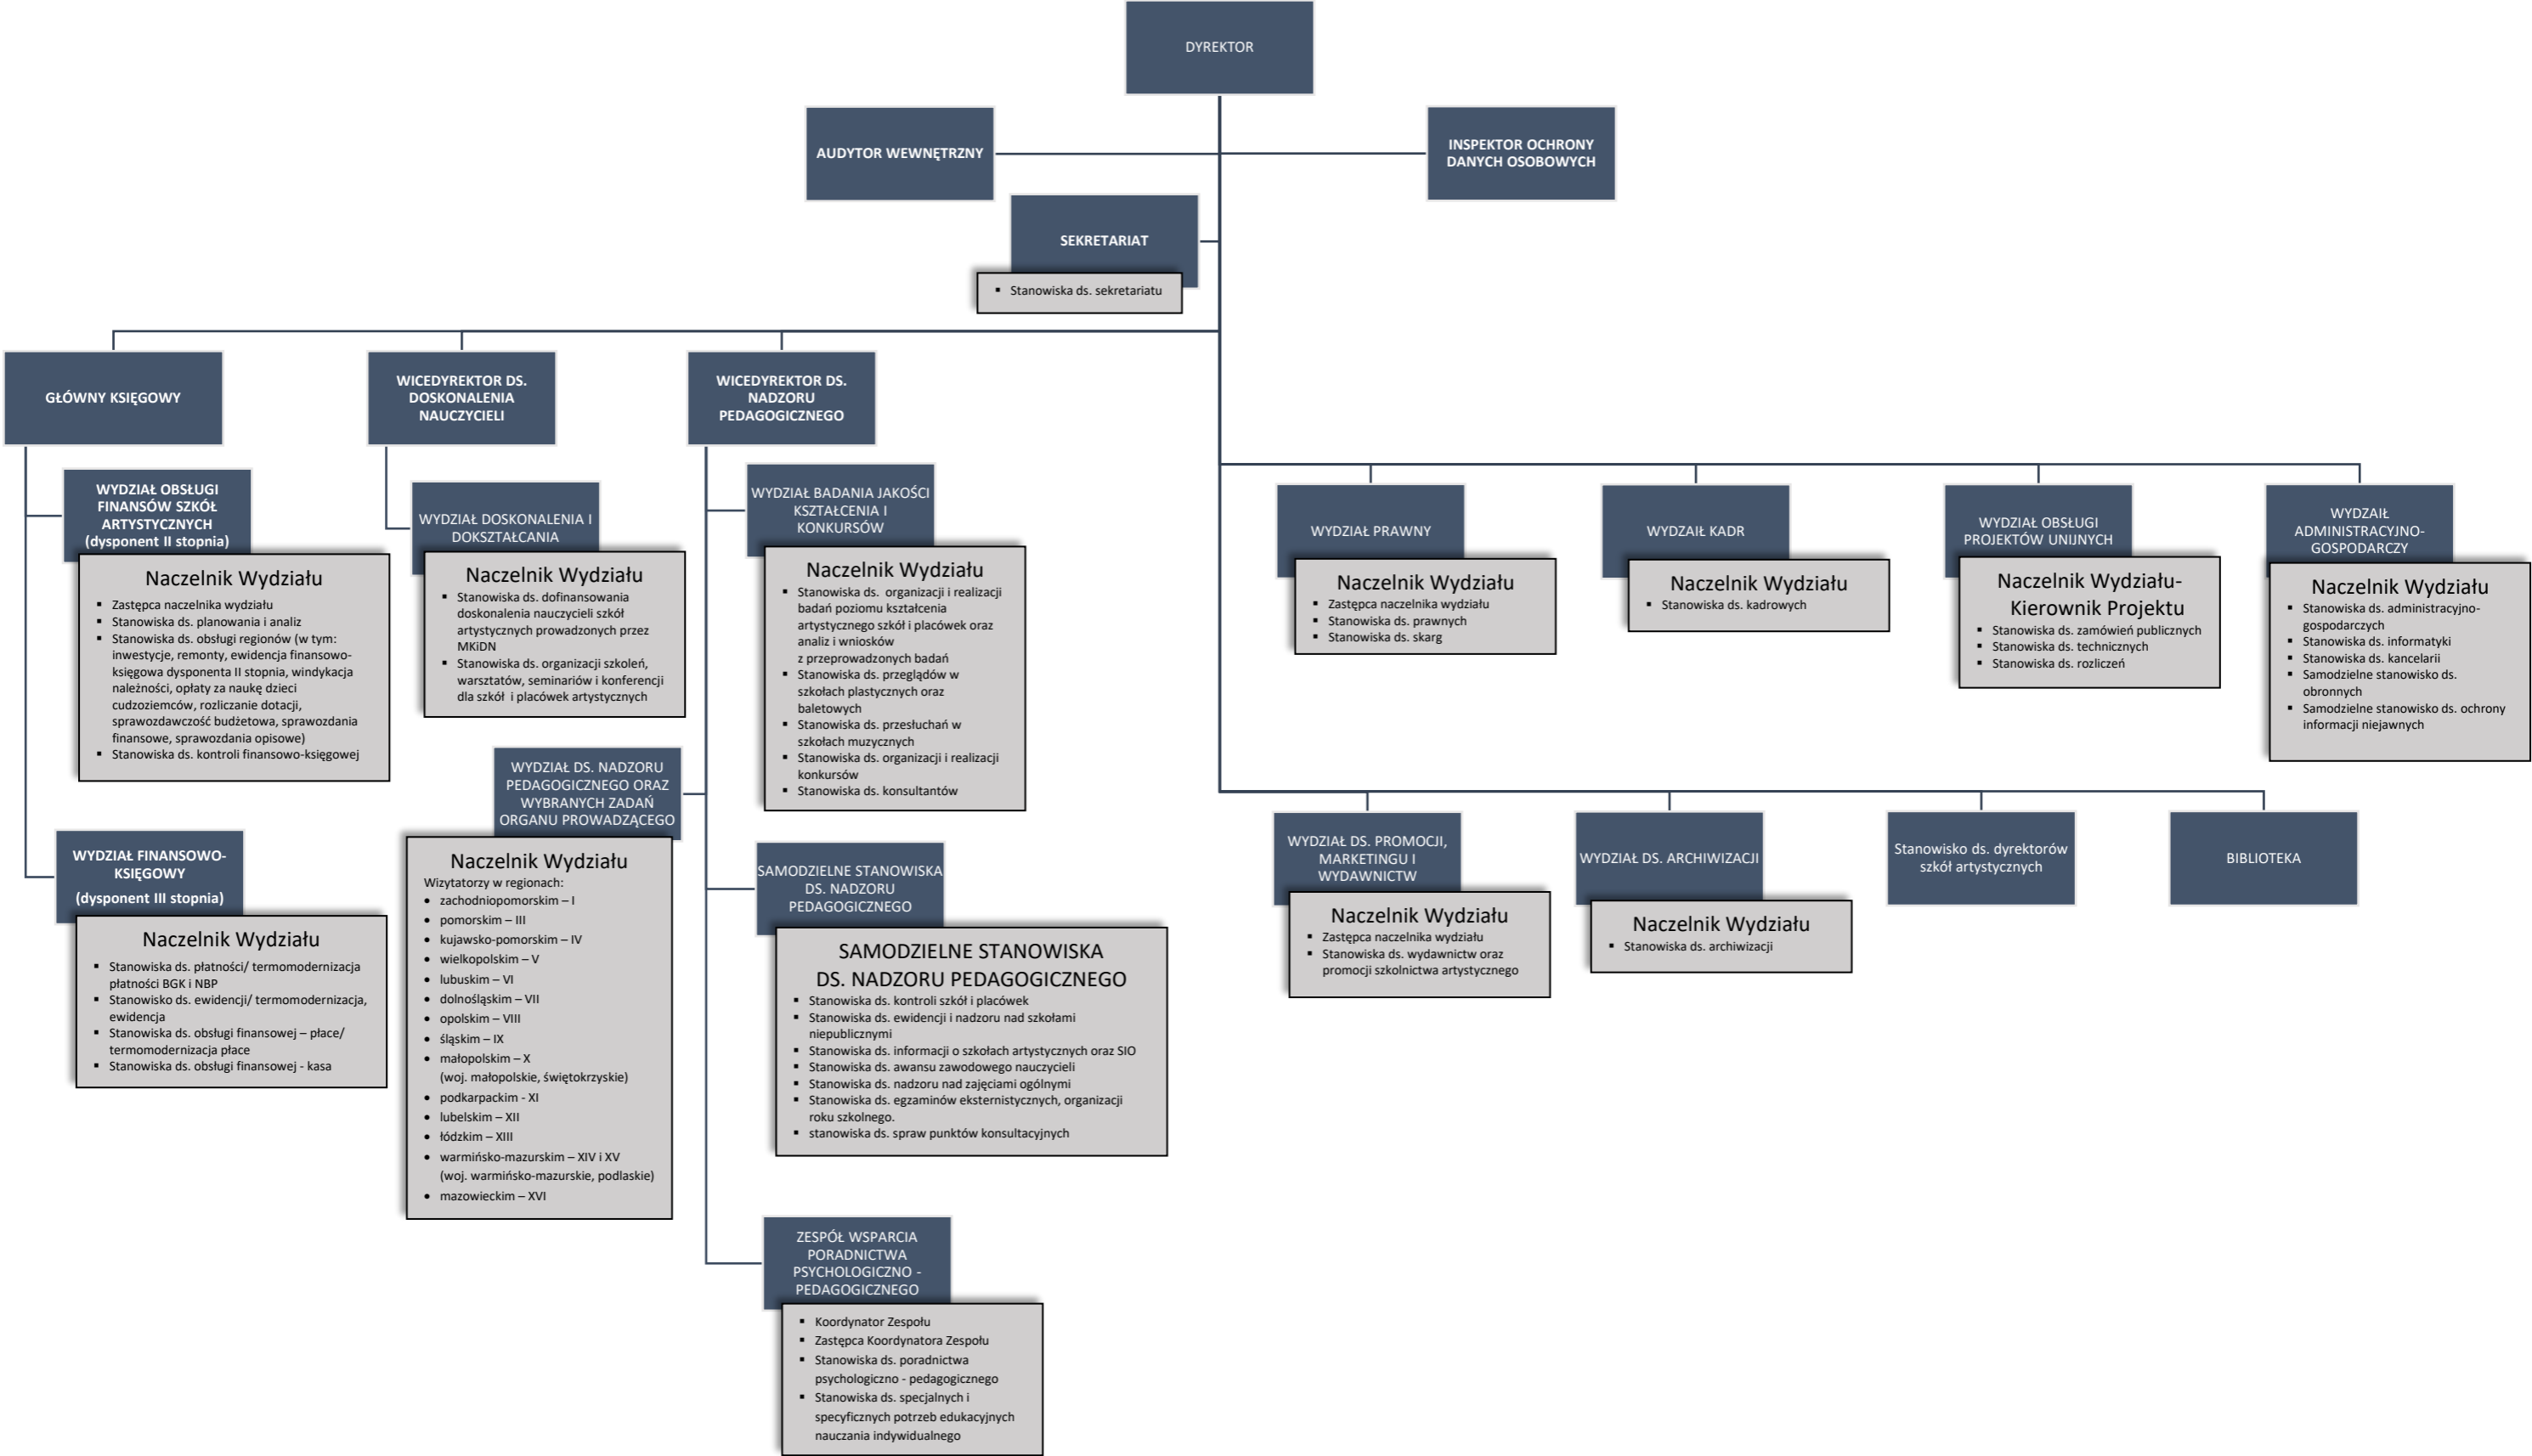 DYREKTOR
AUDYTOR WEWNĘTRZNY
INSPEKTOR OCHRONY
DANYCH OSOBOWYCH
SEKRETARIAT
▪ Stanowiska ds. sekretariatu
GŁÓWNY KSIĘGOWY
WICEDYREKTOR DS.
DOSKONALENIA
NAUCZYCIELI
WICEDYREKTOR DS.
NADZORU
PEDAGOGICZNEGO
WYDZIAŁ OBSŁUGI
FINANSÓW SZKÓŁ
ARTYSTYCZNYCH
(dysponent II stopnia)
Naczelnik Wydziału
▪ Zastępca naczelnika wydziału
▪ Stanowiska ds. planowania i analiz
▪ Stanowiska ds. obsługi regionów (w tym:
inwestycje, remonty, ewidencja finansowo-
księgowa dysponenta II stopnia, windykacja
należności, opłaty za naukę dzieci
cudzoziemców, rozliczanie dotacji,
sprawozdawczość budżetowa, sprawozdania
finansowe, sprawozdania opisowe)
▪ Stanowiska ds. kontroli finansowo-księgowej
WYDZIAŁ FINANSOWO-
KSIĘGOWY
(dysponent III stopnia)
Naczelnik Wydziału
▪ Stanowiska ds. płatności/ termomodernizacja
płatności BGK i NBP
▪ Stanowisko ds. ewidencji/ termomodernizacja,
ewidencja
▪ Stanowiska ds. obsługi finansowej – płace/
termomodernizacja płace
▪ Stanowiska ds. obsługi finansowej - kasa
WYDZIAŁ DOSKONALENIA I
DOKSZTAŁCANIA
Naczelnik Wydziału
▪ Stanowiska ds. dofinansowania
doskonalenia nauczycieli szkół
artystycznych prowadzonych przez
MKiDN
▪ Stanowiska ds. organizacji szkoleń,
warsztatów, seminariów i konferencji
dla szkół i placówek artystycznych
WYDZIAŁ BADANIA JAKOŚCI
KSZTAŁCENIA I
KONKURSÓW
Naczelnik Wydziału
▪ Stanowiska ds. organizacji i realizacji
badań poziomu kształcenia
artystycznego szkół i placówek oraz
analiz i wniosków
z przeprowadzonych badań
▪ Stanowiska ds. przeglądów w
szkołach plastycznych oraz
baletowych
▪ Stanowiska ds. przesłuchań w
szkołach muzycznych
▪ Stanowiska ds. organizacji i realizacji
konkursów
▪ Stanowiska ds. konsultantów
WYDZIAŁ DS. NADZORU
PEDAGOGICZNEGO ORAZ
WYBRANYCH ZADAŃ
ORGANU PROWADZĄCEGO
Naczelnik Wydziału
Wizytatorzy w regionach:
• zachodniopomorskim – I
• pomorskim – III
• kujawsko-pomorskim – IV
• wielkopolskim – V
• lubuskim – VI
• dolnośląskim – VII
• opolskim – VIII
• śląskim – IX
• małopolskim – X
(woj. małopolskie, świętokrzyskie)
• podkarpackim - XI
• lubelskim – XII
• łódzkim – XIII
• warmińsko-mazurskim – XIV i XV
(woj. warmińsko-mazurskie, podlaskie)
• mazowieckim – XVI
SAMODZIELNE STANOWISKA
DS. NADZORU
PEDAGOGICZNEGO
SAMODZIELNE STANOWISKA
DS. NADZORU PEDAGOGICZNEGO
▪ Stanowiska ds. kontroli szkół i placówek
▪ Stanowiska ds. ewidencji i nadzoru nad szkołami
niepublicznymi
▪ Stanowiska ds. informacji o szkołach artystycznych oraz SIO
▪ Stanowiska ds. awansu zawodowego nauczycieli
▪ Stanowiska ds. nadzoru nad zajęciami ogólnymi
▪ Stanowiska ds. egzaminów eksternistycznych, organizacji
roku szkolnego.
▪ stanowiska ds. spraw punktów konsultacyjnych
ZESPÓŁ WSPARCIA
PORADNICTWA
PSYCHOLOGICZNO -
PEDAGOGICZNEGO
▪ Koordynator Zespołu
▪ Zastępca Koordynatora Zespołu
▪ Stanowiska ds. poradnictwa
psychologiczno - pedagogicznego
▪ Stanowiska ds. specjalnych i
specyficznych potrzeb edukacyjnych
nauczania indywidualnego
WYDZIAŁ PRAWNY
Naczelnik Wydziału
▪ Zastępca naczelnika wydziału
▪ Stanowiska ds. prawnych
▪ Stanowiska ds. skarg
WYDZAIŁ KADR
Naczelnik Wydziału
▪ Stanowiska ds. kadrowych
WYDZIAŁ OBSŁUGI
PROJEKTÓW UNIJNYCH
Naczelnik Wydziału-
Kierownik Projektu
▪ Stanowiska ds. zamówień publicznych
▪ Stanowiska ds. technicznych
▪ Stanowiska ds. rozliczeń
WYDZAIŁ
ADMINISTRACYJNO-
GOSPODARCZY
Naczelnik Wydziału
▪ Stanowiska ds. administracyjno-
gospodarczych
▪ Stanowiska ds. informatyki
▪ Stanowiska ds. kancelarii
▪ Samodzielne stanowisko ds.
obronnych
▪ Samodzielne stanowisko ds. ochrony
informacji niejawnych
WYDZIAŁ DS. PROMOCJI,
MARKETINGU I
WYDAWNICTW
Naczelnik Wydziału
▪ Zastępca naczelnika wydziału
▪ Stanowiska ds. wydawnictw oraz
promocji szkolnictwa artystycznego
WYDZIAŁ DS. ARCHIWIZACJI
Naczelnik Wydziału
▪ Stanowiska ds. archiwizacji
Stanowisko ds. dyrektorów
szkół artystycznych
BIBLIOTEKA